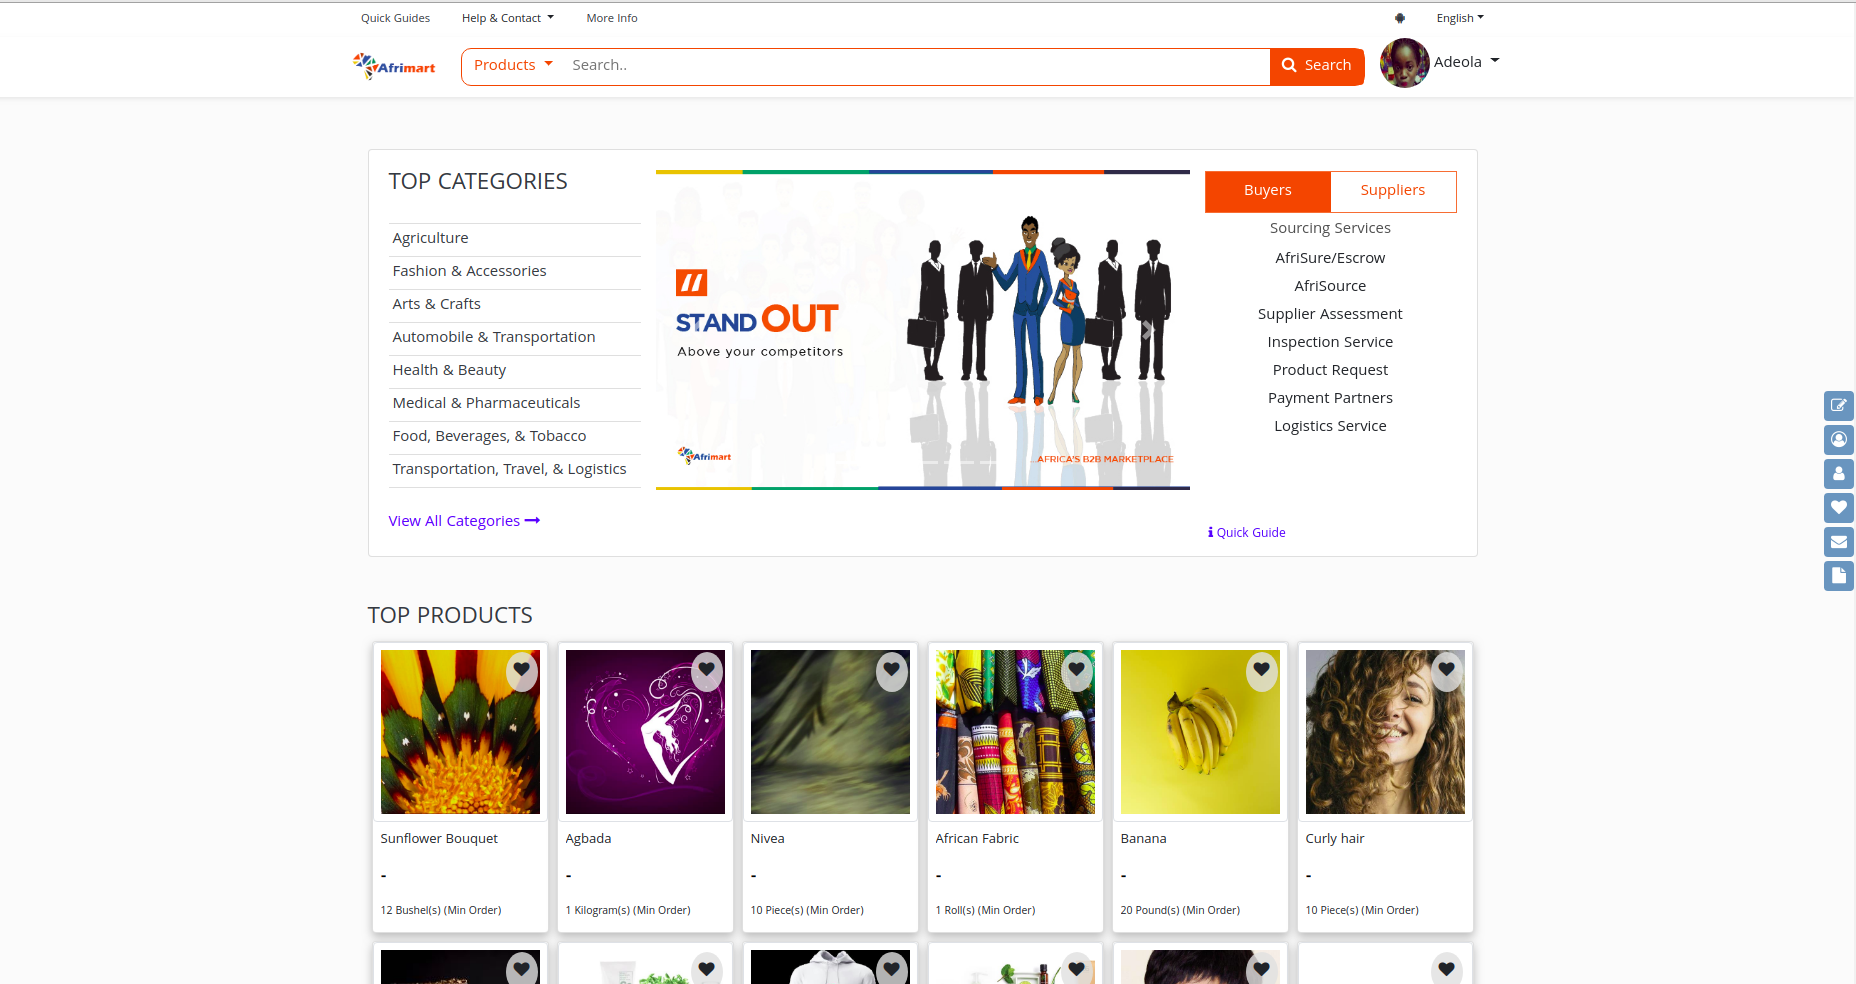 Quick Guides
Help & Contact
More Info
English
Afrimart
Products
Search..
Search
Adeola
TOP CATEGORIES
Agriculture
Fashion & Accessories
Arts & Crafts
Automobile & Transportation
Health & Beauty
Medical & Pharmaceuticals
Food, Beverages, & Tobacco
Transportation, Travel, & Logistics
View All Categories
STAND OUT
Above your competitors
Afrimart
...AFRICA'S B2B MARKETPLACE
Buyers
Suppliers
Sourcing Services
AfriSure/Escrow
AfriSource
Supplier Assessment
Inspection Service
Product Request
Payment Partners
Logistics Service
Quick Guide
TOP PRODUCTS
Sunflower Bouquet
-
12 Bushel(s) (Min Order)
Agbada
-
1 Kilogram(s) (Min Order)
Nivea
-
10 Piece(s) (Min Order)
African Fabric
-
1 Roll(s) (Min Order)
Banana
-
20 Pound(s) (Min Order)
Curly hair
-
10 Piece(s) (Min Order)